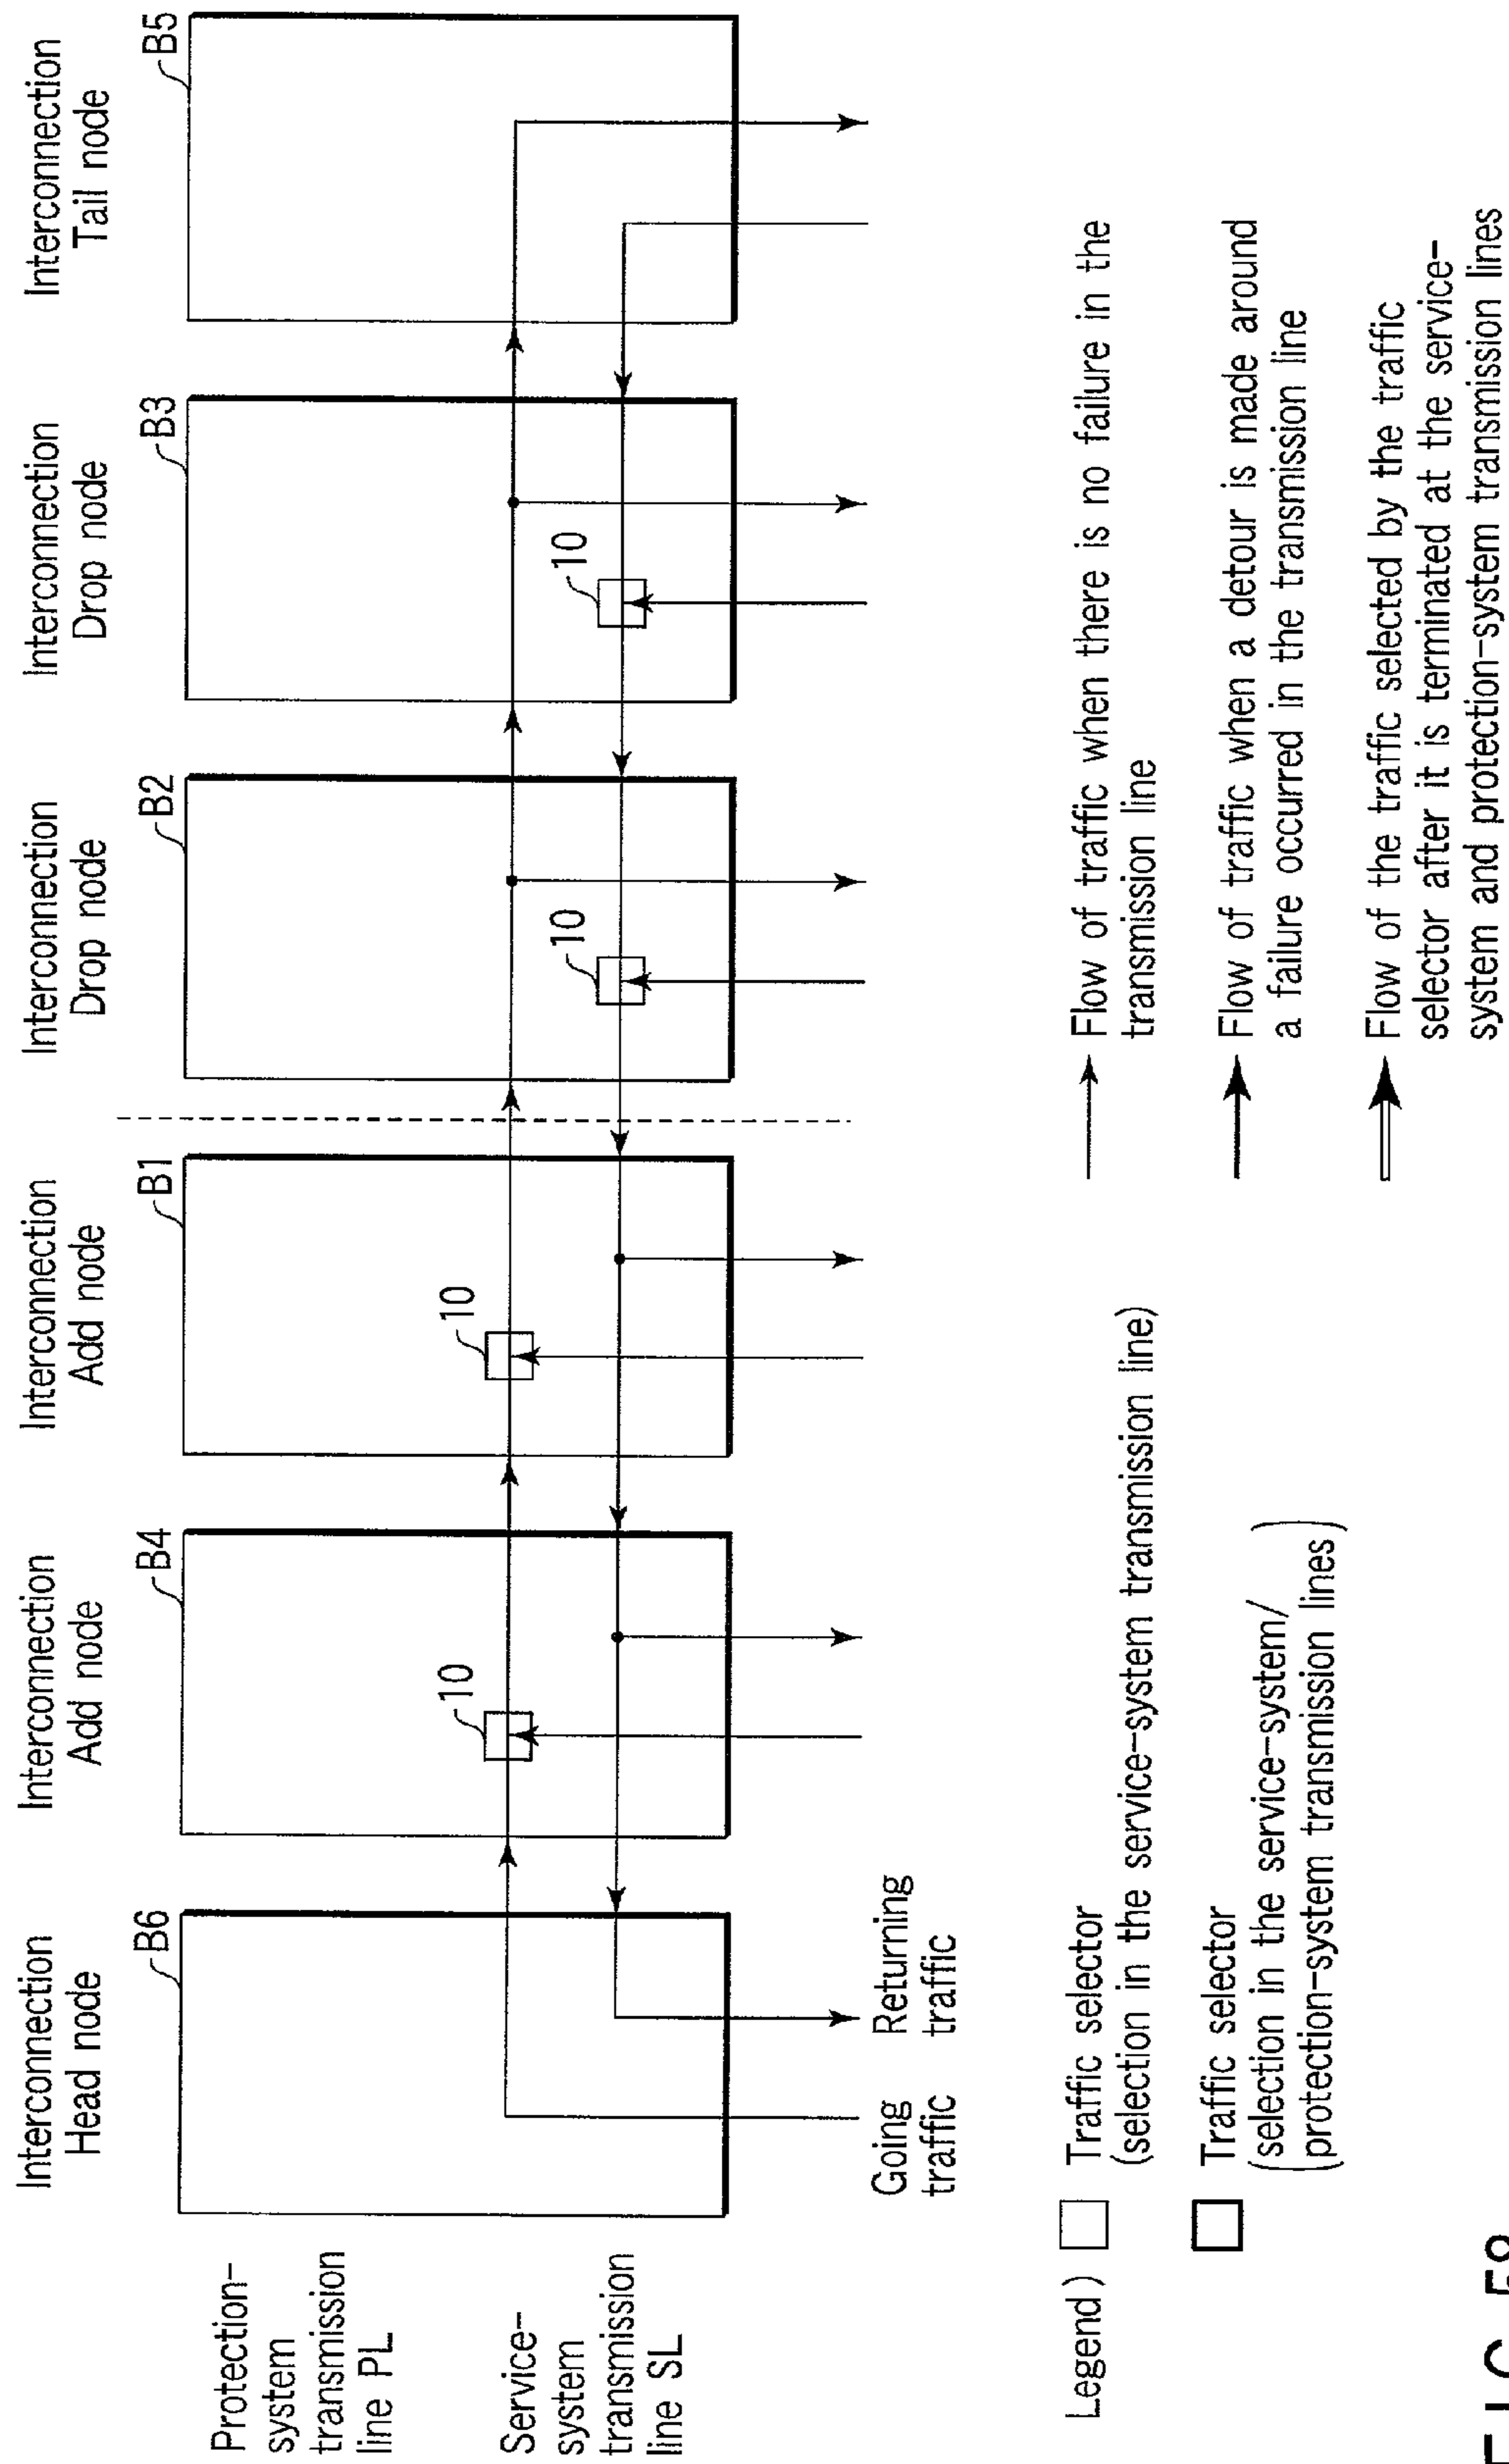 Interconnection
Head node
Interconnection
Add node
Interconnection
Add node
Interconnection
Drop node
Interconnection
Drop node
Interconnection
Tail node
B6
B4
B1
B2
B3
B5
Protection-
system
transmission
line PL
Service-
system
transmission
line SL
10
10
10
10
Going
traffic
Returning
traffic
Legend)
Traffic selector
(selection in the service-system transmission line)
Traffic selector
(selection in the service-system/
protection-system transmission lines)
Flow of traffic when there is no failure in the
transmission line
Flow of traffic when a detour is made around
a failure occurred in the transmission line
Flow of the traffic selected by the traffic
selector after it is terminated at the service-
system and protection-system transmission lines